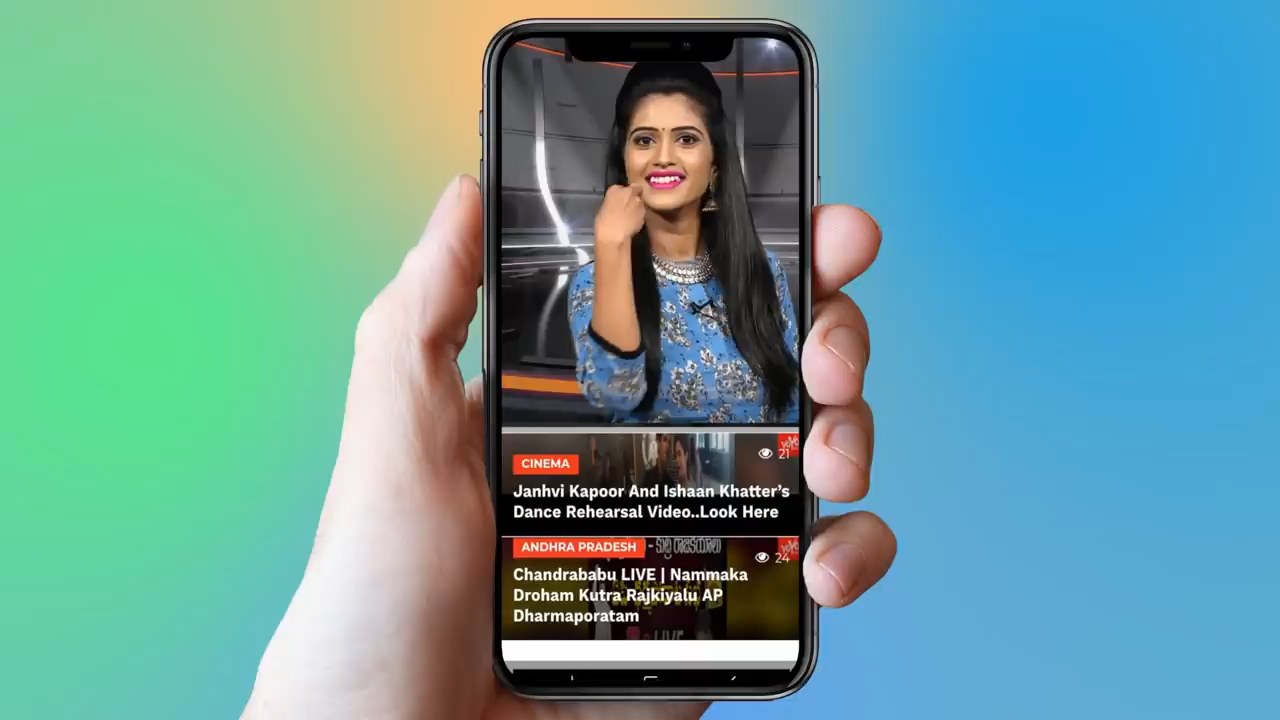 21
CINEMA
Janhvi Kapoor And Ishaan Khatter's
Dance Rehearsal Video..Look Here
ANDHRA PRADESH
24
Chandrababu LIVE | Nammaka
Droham Kutra Rajkiyalu AP
Dharmaporatam
LIVE